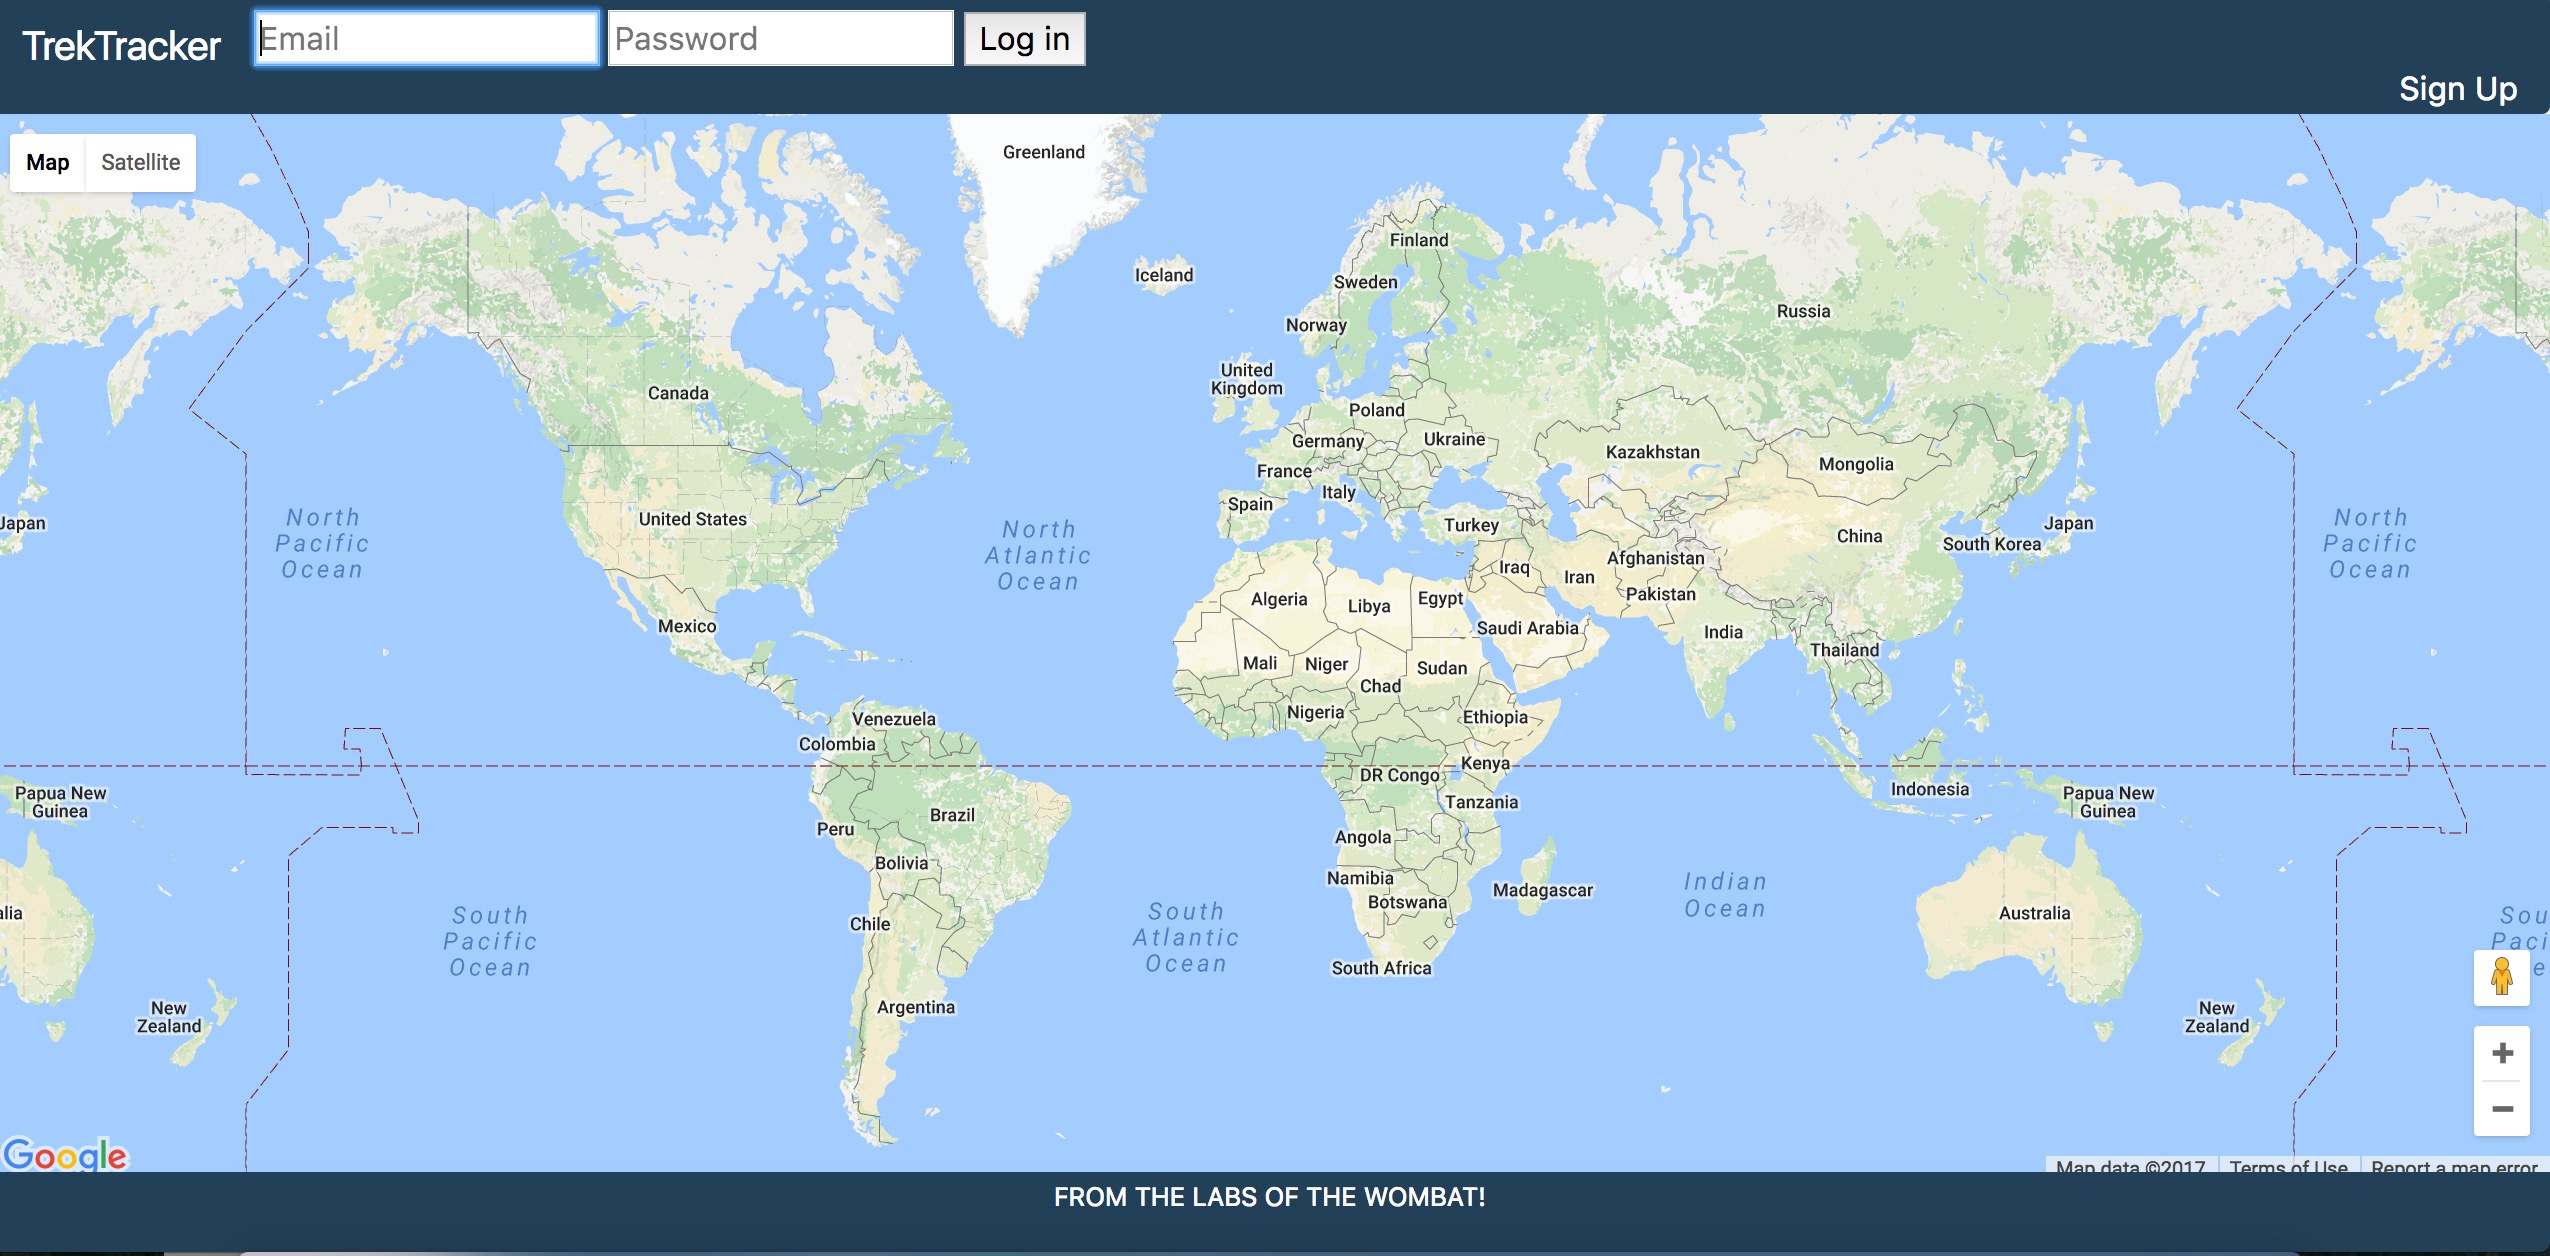 TrekTracker
Email
Password
Log in
Sign Up
Map
Satellite
Greenland
Iceland
Finland
Sweden
Norway
Russia
United
Kingdom
Canada
Poland
Germany
Ukraine
France
Kazakhstan
Mongolia
Italy
Spain
United States
Turkey
China
Japan
South Korea
Japan
North
Pacific
Ocean
North
Atlantic
Ocean
North
Pacific
Ocean
Afghanistan
Iraq
Iran
Pakistan
Algeria
Libya
Egypt
Saudi Arabia
India
Mexico
Thailand
Mali
Niger
Sudan
Chad
Nigeria
Ethiopia
Venezuela
Colombia
Kenya
DR Congo
Tanzania
Indonesia
Papua New
Guinea
Papua New
Guinea
Brazil
Peru
Angola
Bolivia
Namibia
Botswana
Madagascar
Indian
Ocean
Chile
South
Pacific
Ocean
South
Atlantic
Ocean
alia
Australia
Sou
Paci
e
South Africa
Argentina
New
Zealand
New
Zealand
Google
Map data ©2017
Terms of Use
Report a map error
FROM THE LABS OF THE WOMBAT!